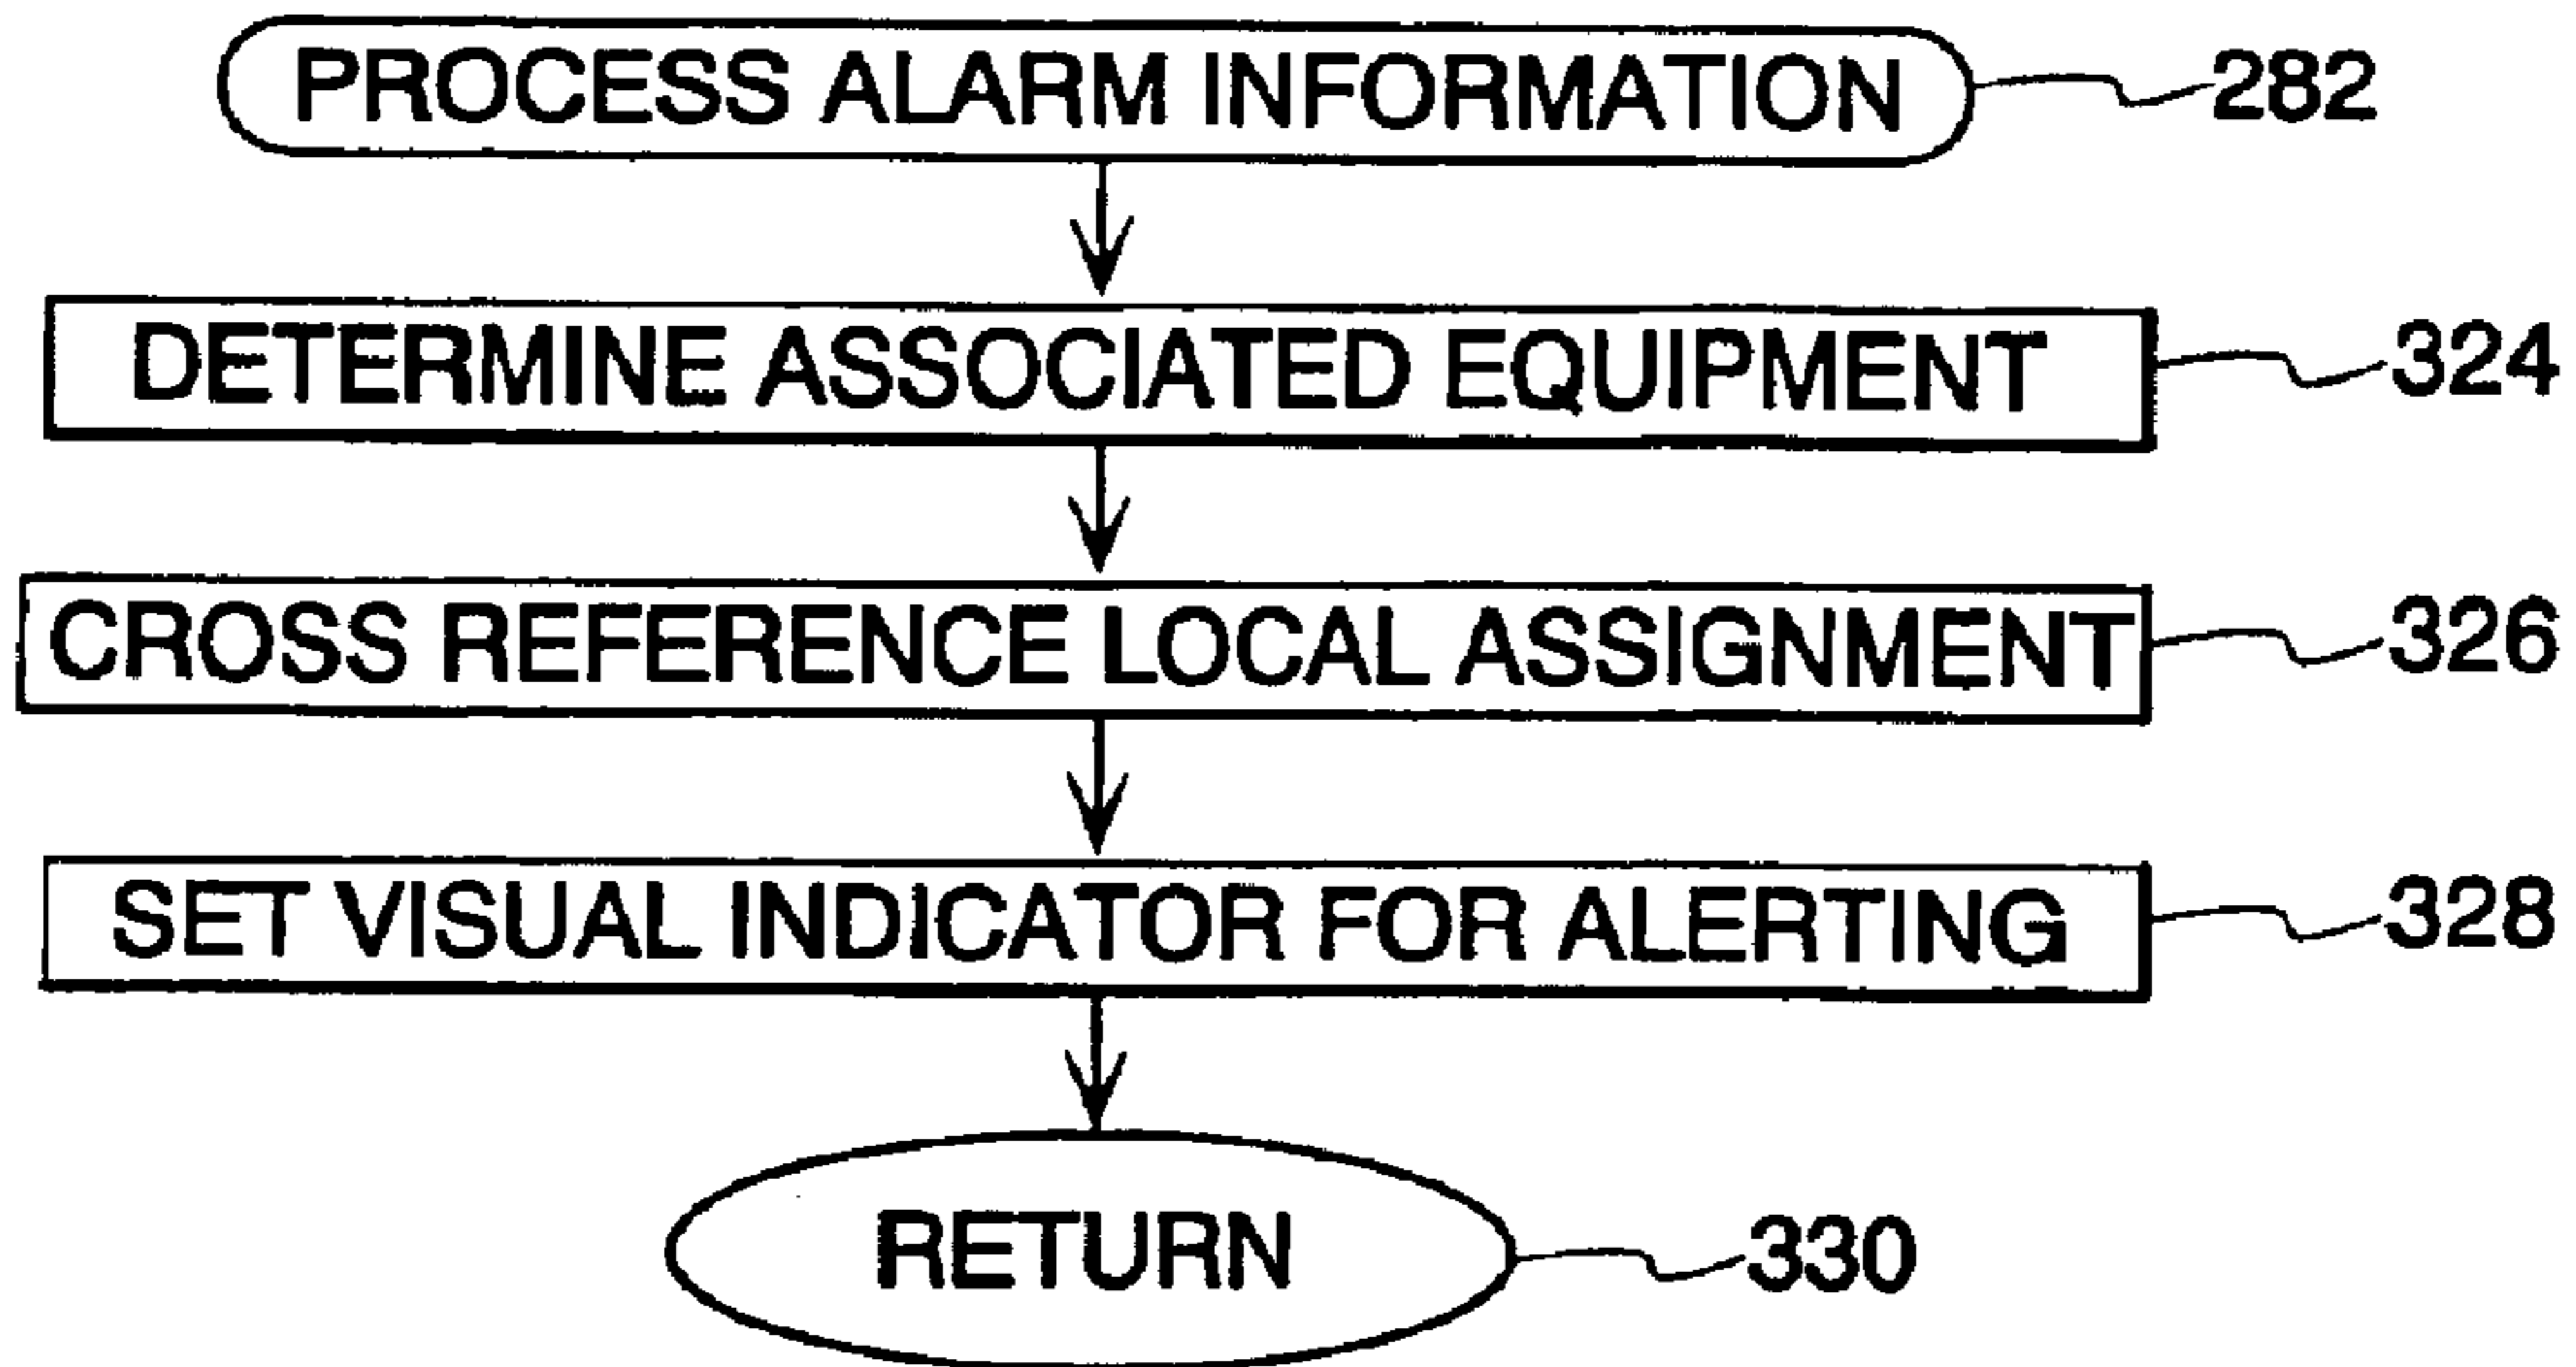 PROCESS ALARM INFORMATION 282
DETERMINE ASSOCIATED EQUIPMENT 324
CROSS REFERENCE LOCAL ASSIGNMENT 326
SET VISUAL INDICATOR FOR ALERTING 328
RETURN 330